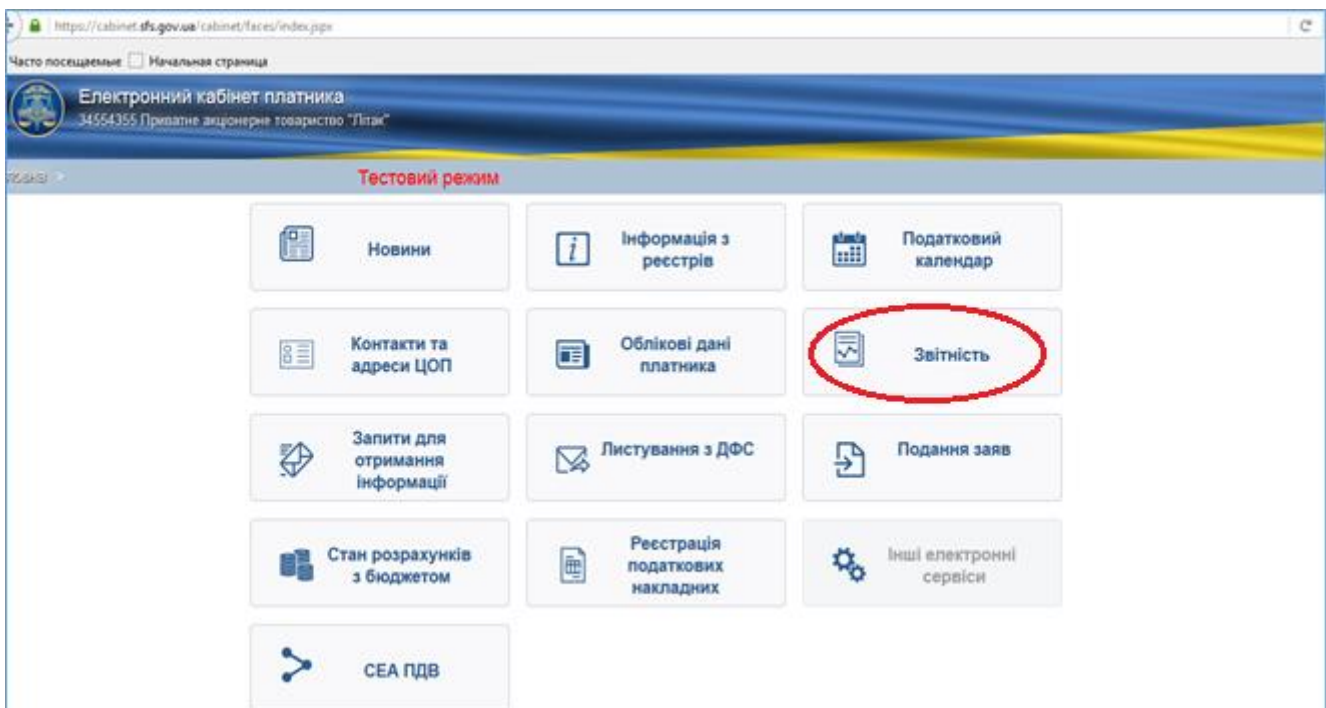 https://cabinet.sfs.gov.ua/cabinet/faces/index.jspx
Часто посещаемые Начальная страница
Електронний кабінет платника
34554355 Приватне акціонерне товариство "Літак"
Тестовий режим
Новини
Інформація з
реєстрів
Податковий
календар
Контакти та
адреси ЦОП
Облікові дані
платника
Звітність
Запити для
отримання
інформації
Листування з ДФС
Подання заяв
Стан розрахунків
з бюджетом
Реєстрація
податкових
накладних
Інші електронні
сервіси
СЕА ПДВ